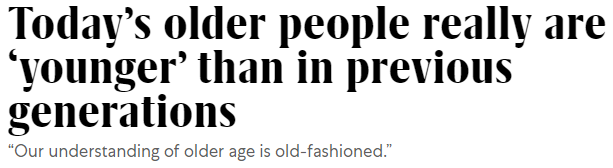 Today’s older people really are
‘younger’ than in previous
generations
“Our understanding of older age is old-fashioned.”